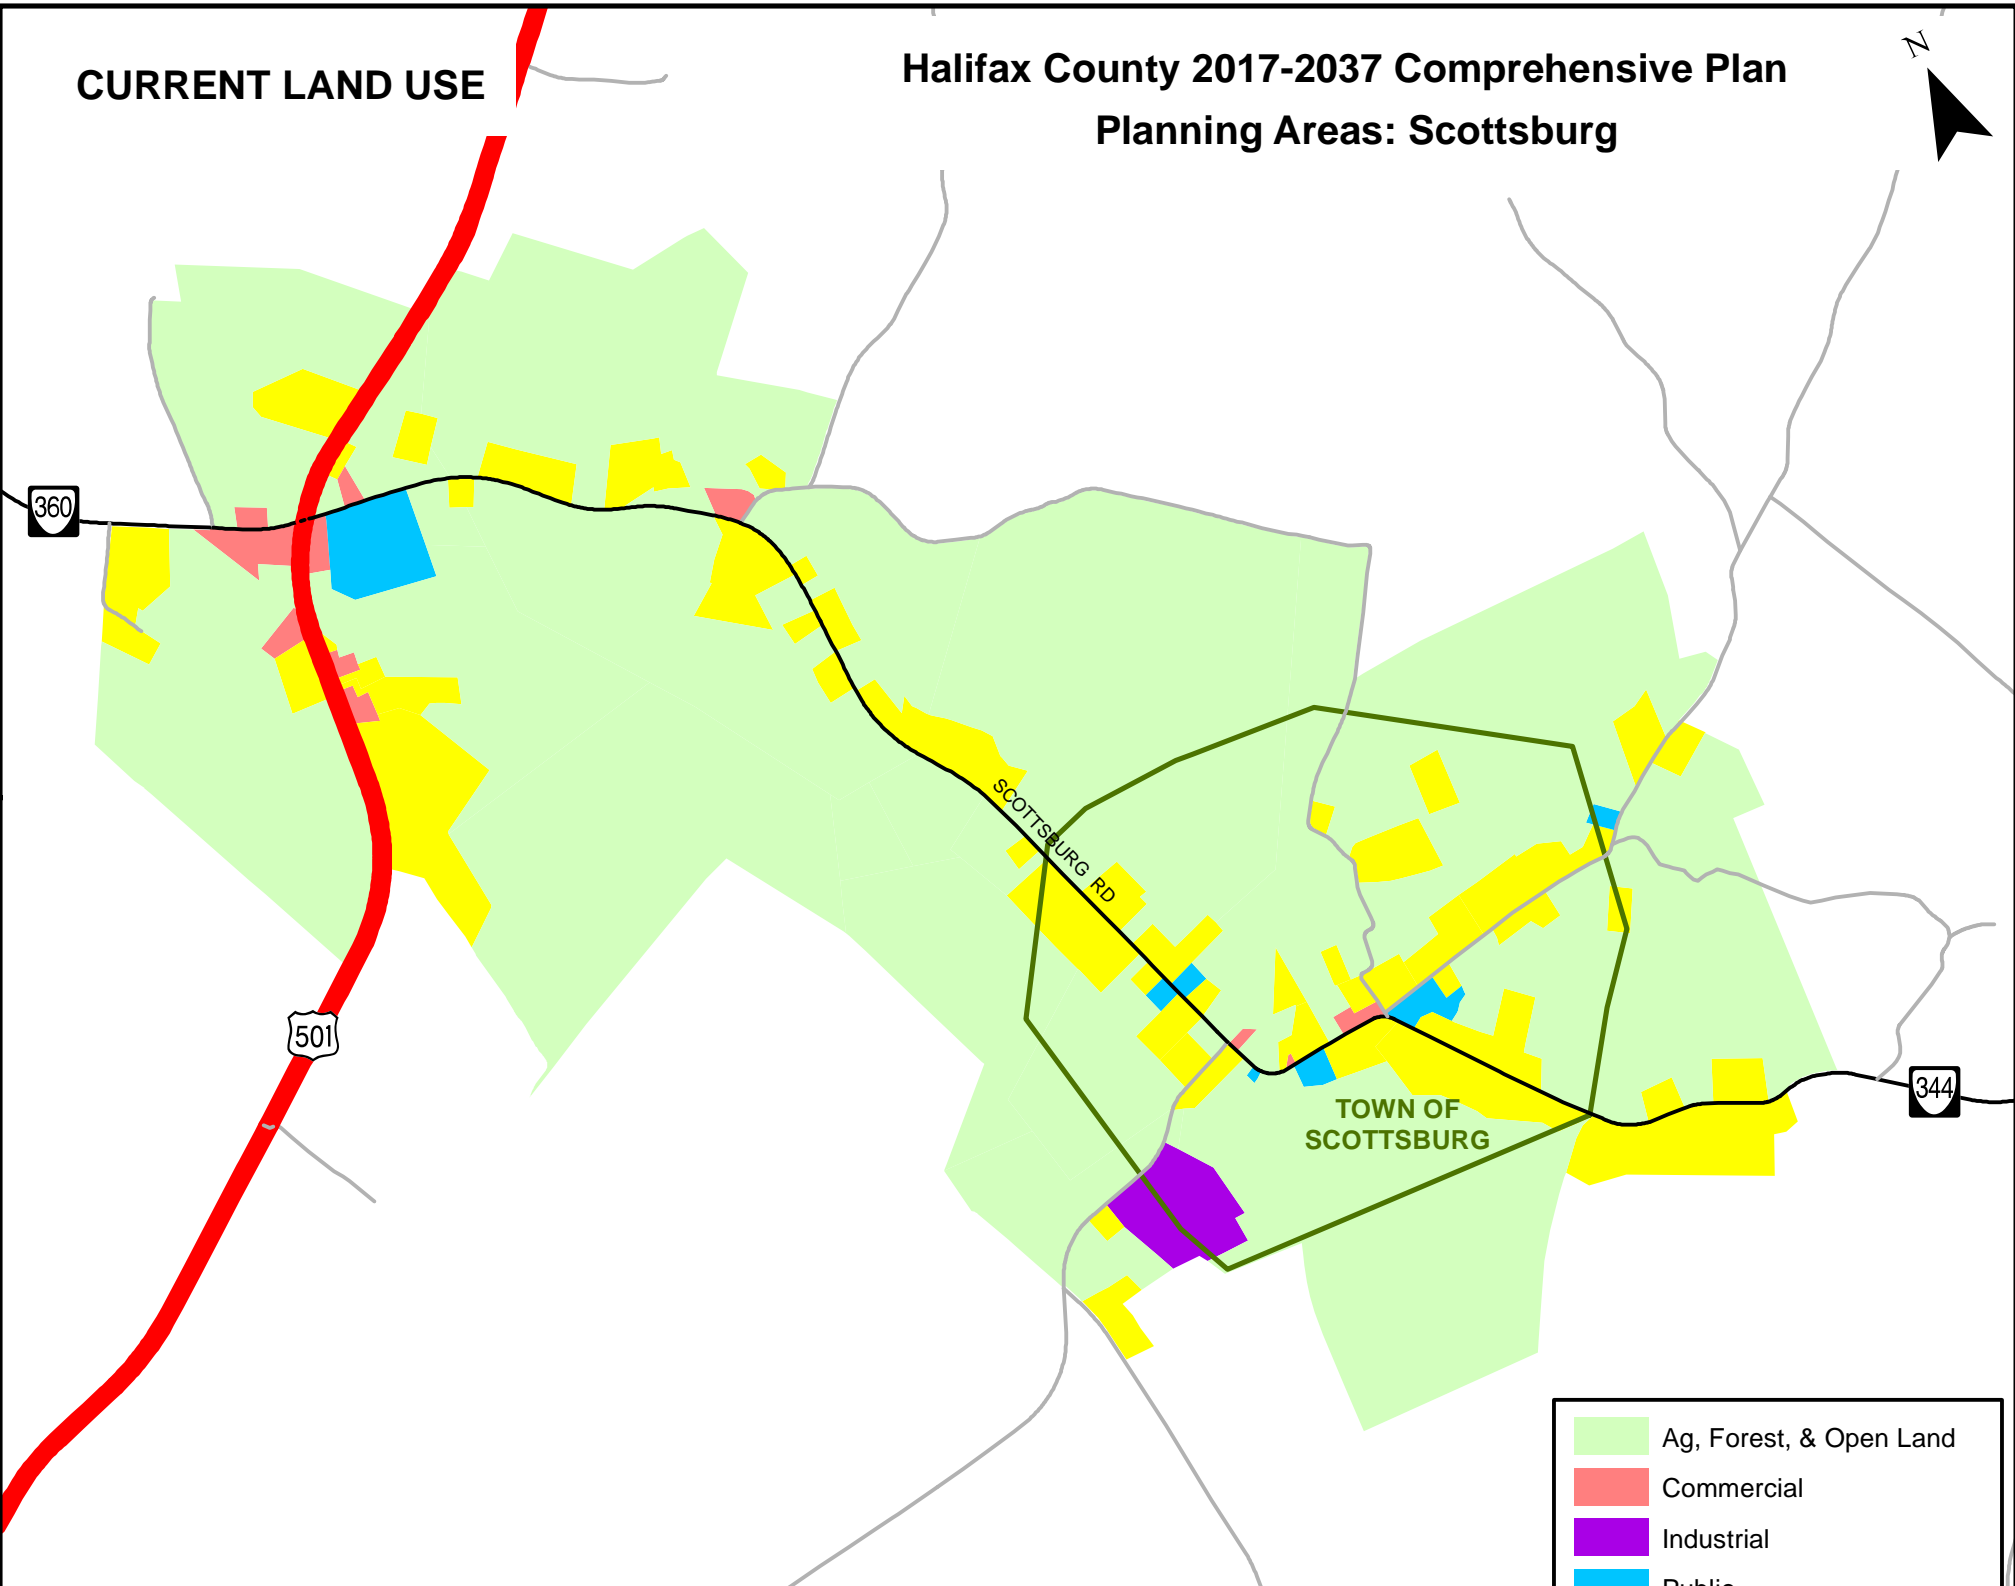 CURRENT LAND USE
Halifax County 2017-2037 Comprehensive Plan
Planning Areas: Scottsburg
N
360
SCOTTSBURG RD
501
344
TOWN OF
SCOTTSBURG
Ag, Forest, & Open Land
Commercial
Industrial
Public